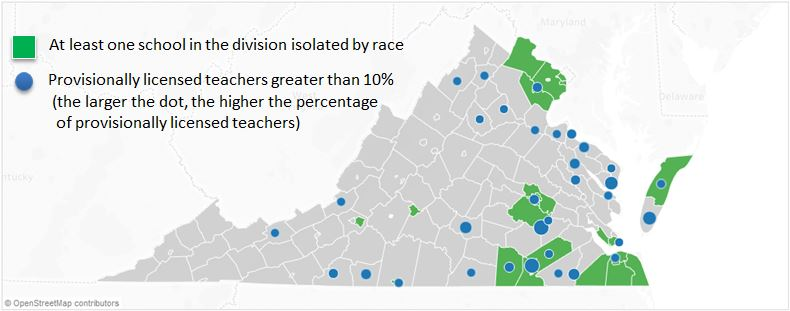 Maryland
At least one school in the division isolated by race
Provisionally licensed teachers greater than 10%
(the larger the dot, the higher the percentage
of provisionally licensed teachers)
West
Delaware
ntucky
© OpenStreetMap contributors